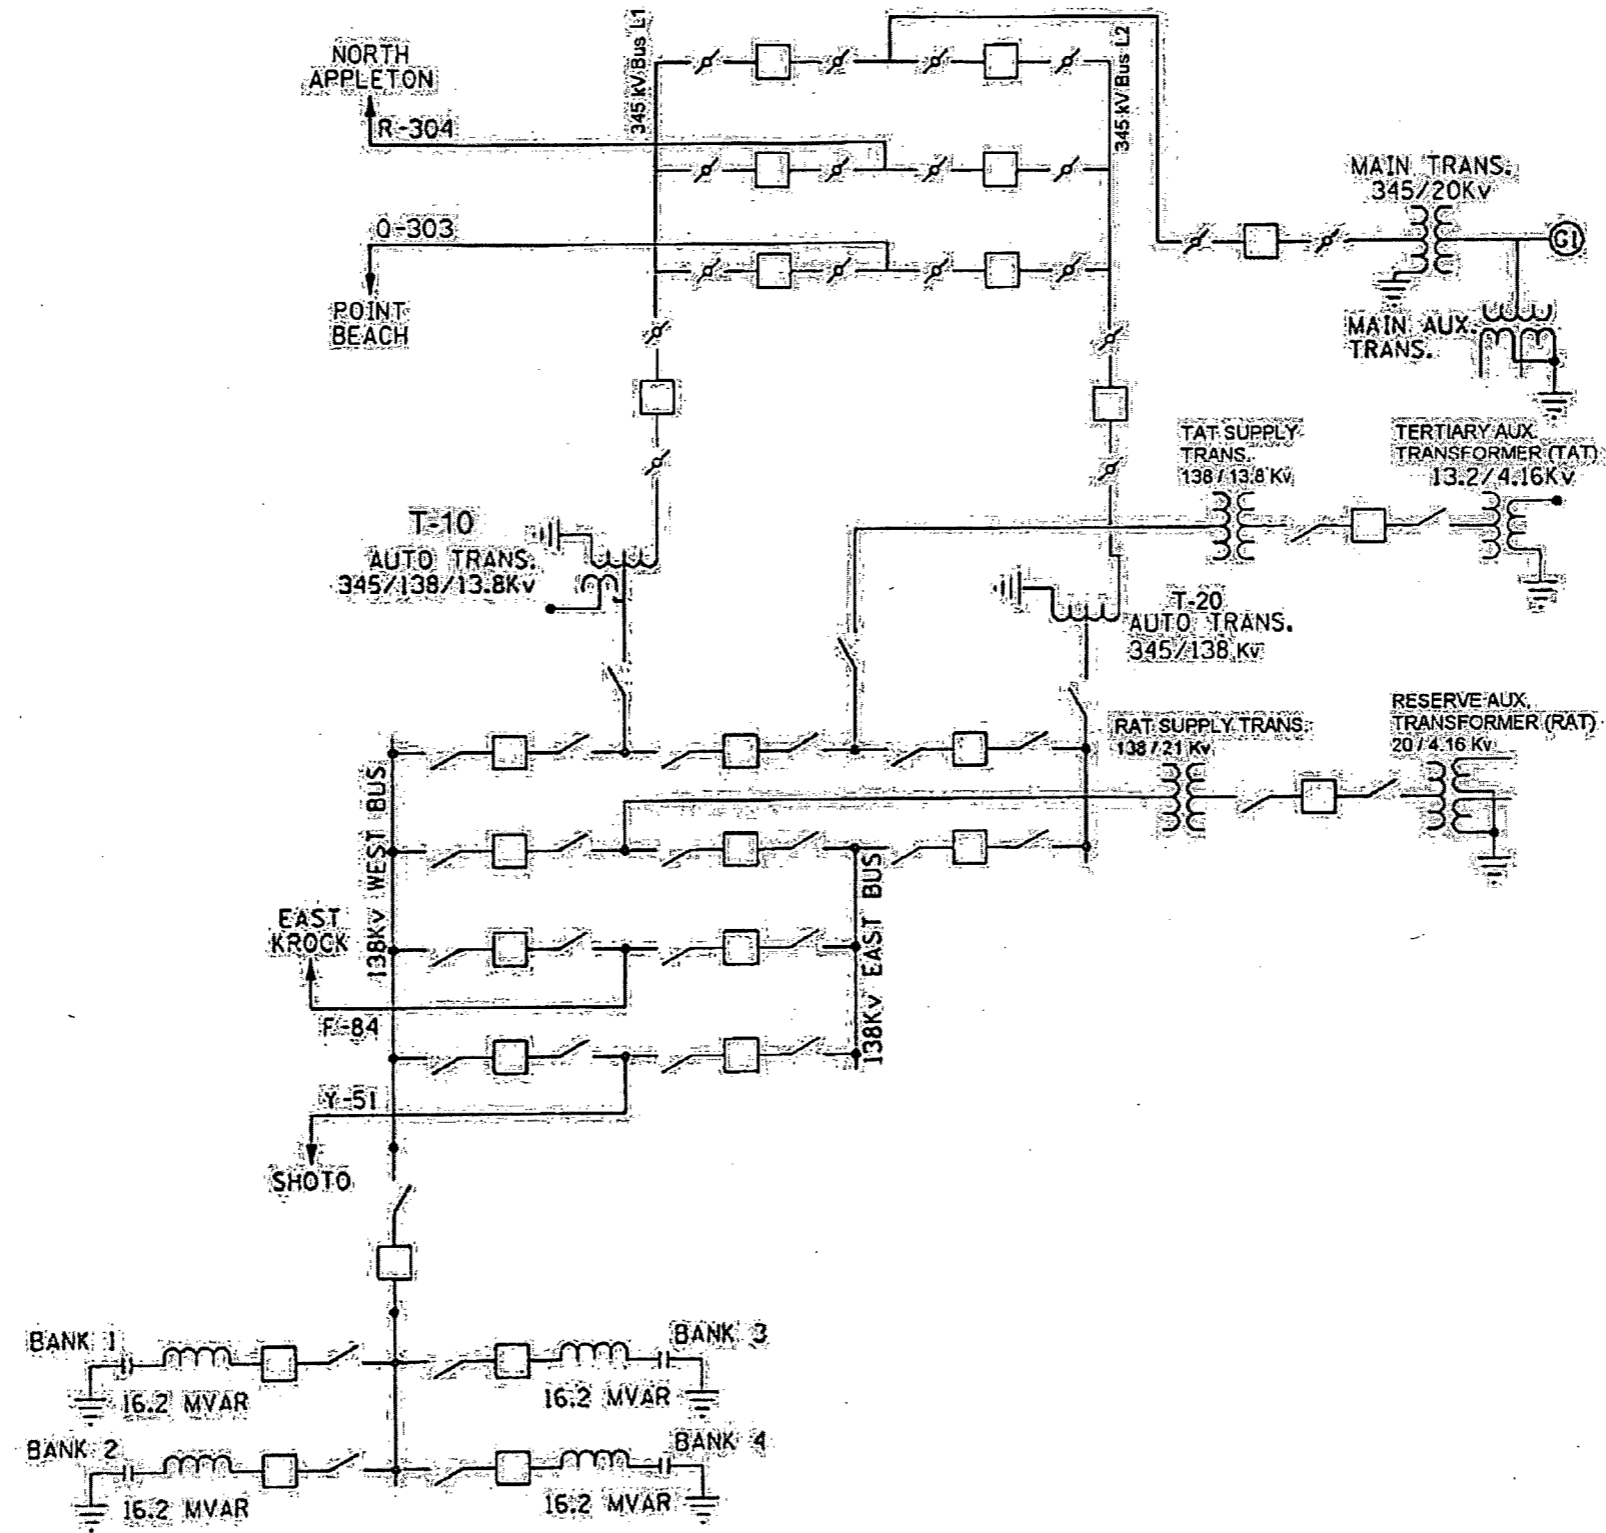 345 kV Bus L1
345 kV Bus L2
NORTH
APPLETON
R-304
Q-303
POINT
BEACH
MAIN TRANS.
345/20Kv
G1
MAIN AUX.
TRANS.
TAT SUPPLY
TRANS.
138 / 13.8 Kv
TERTIARY AUX.
TRANSFORMER (TAT)
13.2/4.16Kv
T-10
AUTO TRANS.
345/138/13.8Kv
T-20
AUTO TRANS.
345/138 Kv
RAT SUPPLY TRANS.
138 / 21 Kv
RESERVE AUX.
TRANSFORMER (RAT)
20 / 4.16 Kv
138Kv WEST BUS
138Kv EAST BUS
EAST
KROCK
F-84
Y-51
SHOTO
BANK 1
16.2 MVAR
BANK 3
16.2 MVAR
BANK 2
16.2 MVAR
BANK 4
16.2 MVAR